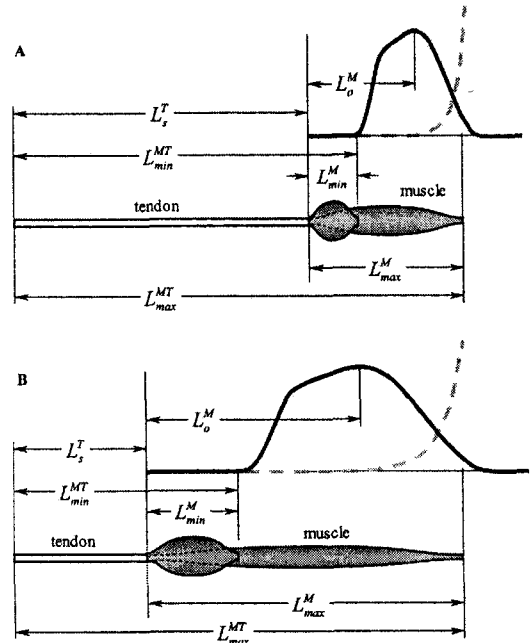 A
L_o^M
L_s^T
L_min^MT
L_min^M
tendon
muscle
L_max^M
L_max^MT
B
L_o^M
L_s^T
L_min^MT
L_min^M
tendon
muscle
L_max^M
L_max^MT